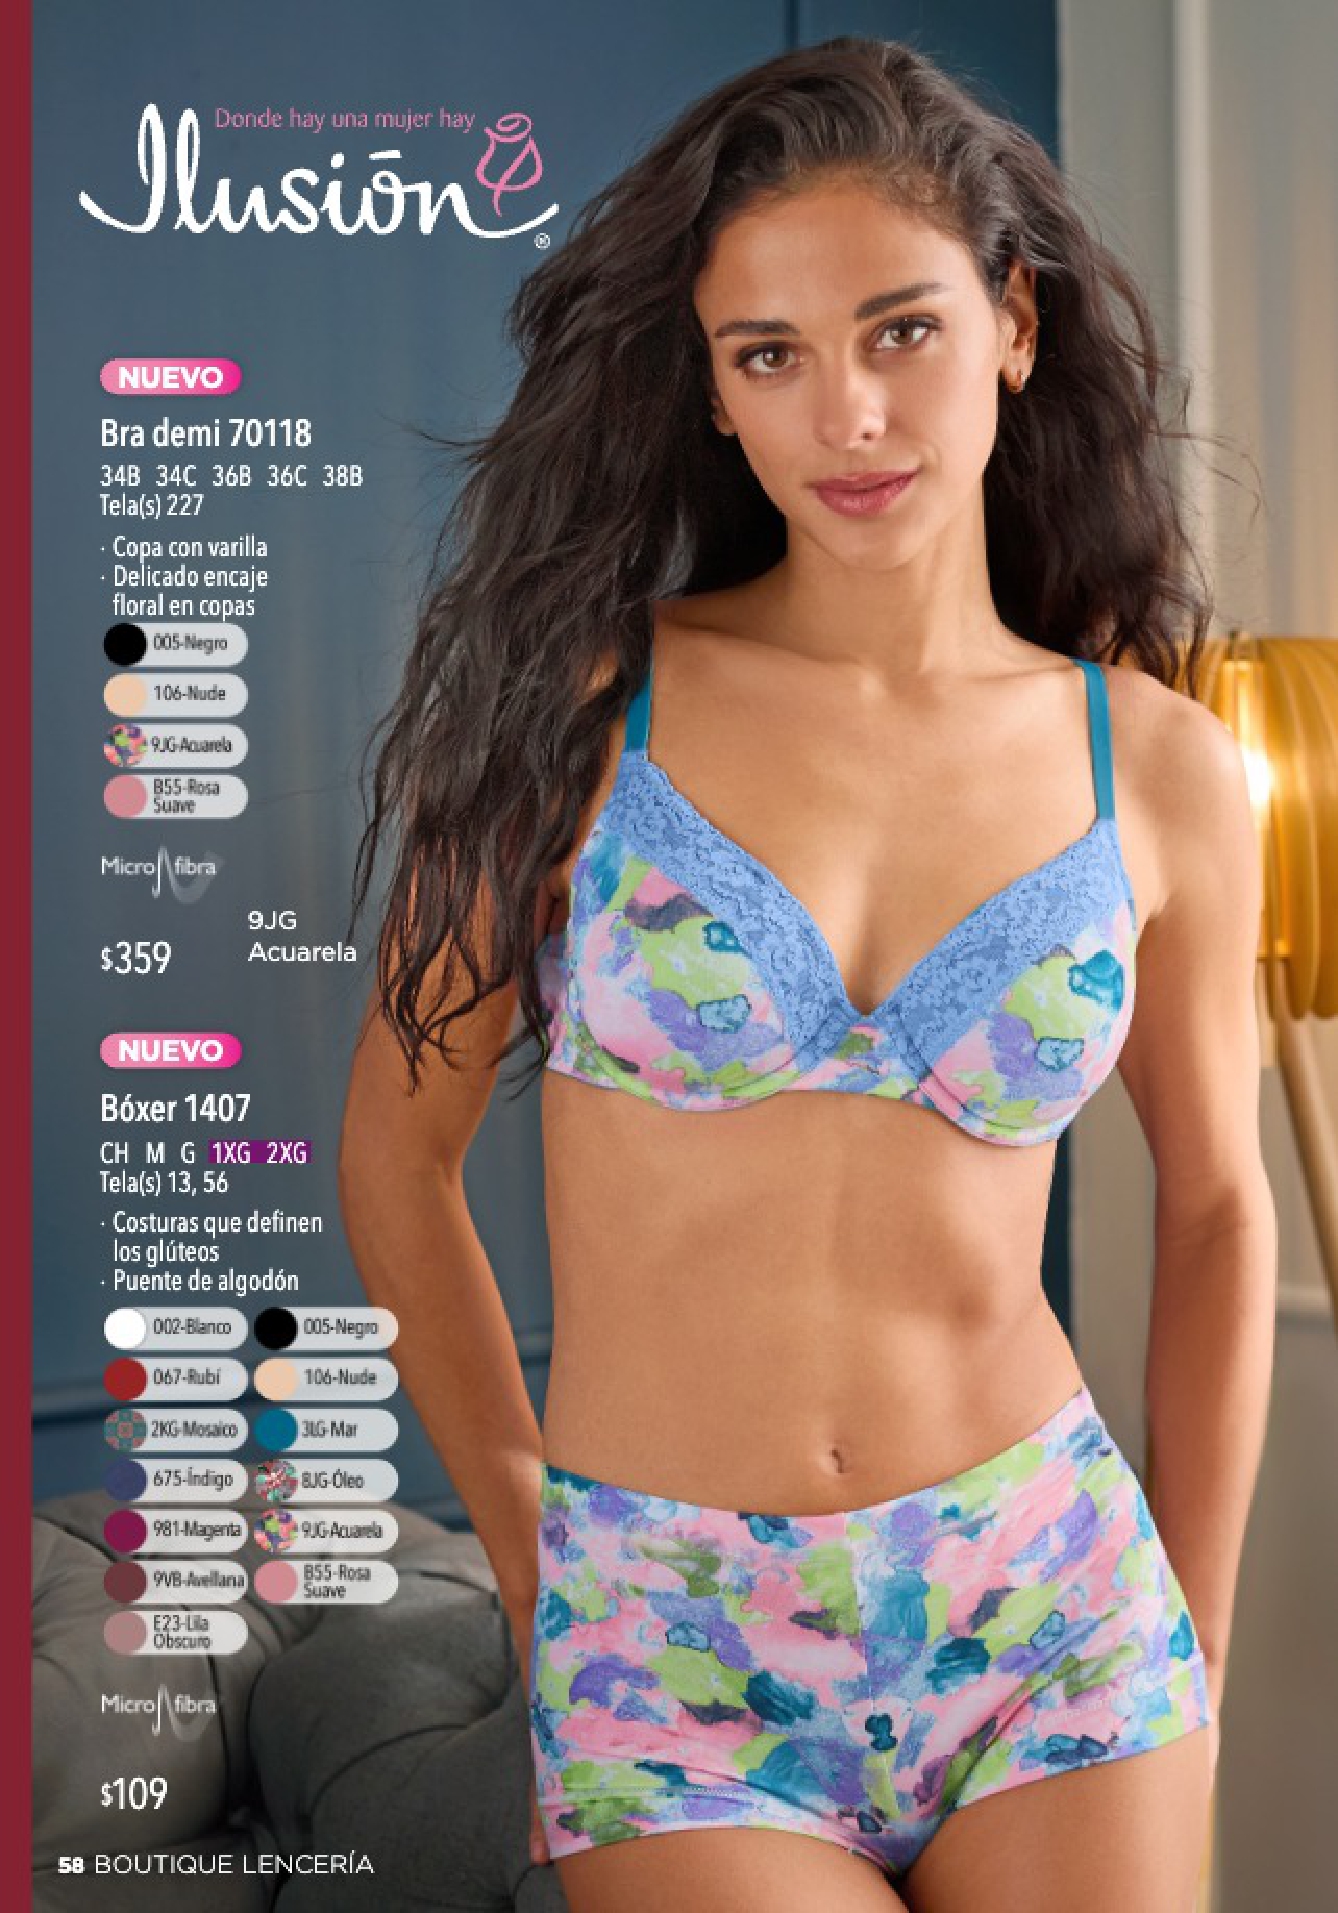 Donde hay una mujer hay
Ilusión
®
NUEVO
Bra demi 70118
34B 34C 36B 36C 38B
Tela(s) 227
· Copa con varilla
· Delicado encaje
floral en copas
005-Negro
106-Nude
9JG-Acuarela
B55-Rosa
Suave
Micro fibra
$359
9JG
Acuarela
NUEVO
Bóxer 1407
CH M G 1XG 2XG
Tela(s) 13, 56
· Costuras que definen
los glúteos
· Puente de algodón
002-Blanco 005-Negro
067-Rubí 106-Nude
2KG-Mosaico 3LG-Mar
675-Índigo 8JG-Óleo
981-Magenta 9JG-Acuarela
9VB-Avellana B55-Rosa
Suave
E23-Lila
Obscuro
Micro fibra
$109
58 BOUTIQUE LENCERÍA